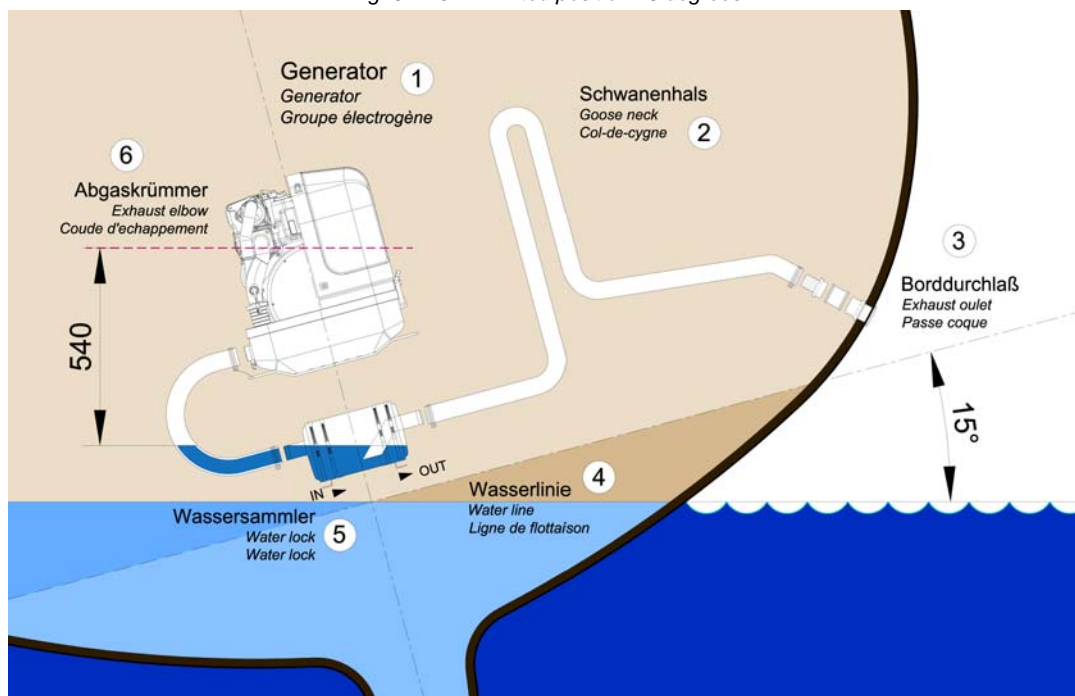 Generator
Generator
Groupe électrogène
1
Schwanenhals
Goose neck
Col-de-cygne
2
6
Abgaskrümmer
Exhaust elbow
Coude d'echappement
3
Borddurchlaß
Exhaust oulet
Passe coque
540
15°
IN
OUT
Wasserlinie
Water line
Ligne de flottaison
4
Wassersammler
Water lock
Water lock
5